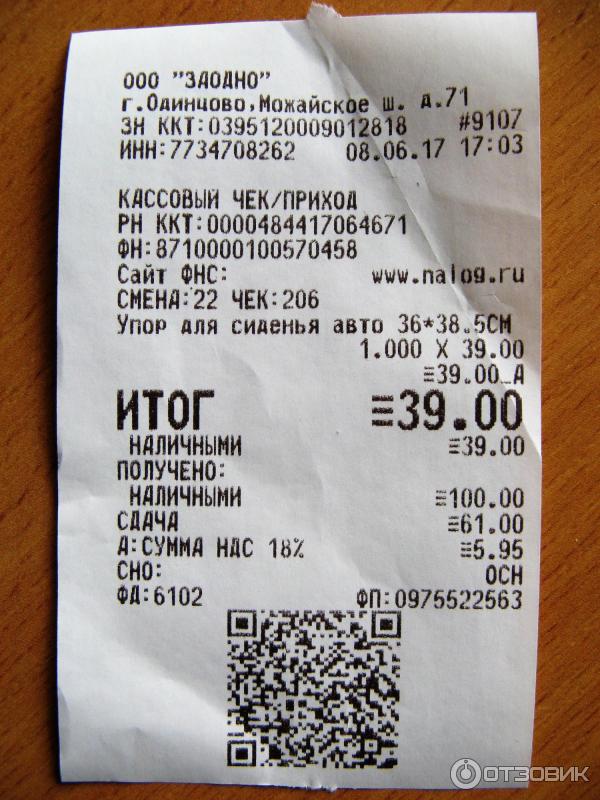 ООО "ЗАОДНО"
г.Одинцово,Можайское ш. д.71
ЗН ККТ:0395120009012818 #9107
ИНН:7734708262 08.06.17 17:03
КАССОВЫЙ ЧЕК/ПРИХОД
РН ККТ:0000484417064671
ФН:8710000100570458
Сайт ФНС: www.nalog.ru
СМЕНА:22 ЧЕК:206
Упор для сиденья авто 36*38.5СМ
1.000 X 39.00
≡39.00_А
ИТОГ ≡39.00
НАЛИЧНЫМИ ≡39.00
ПОЛУЧЕНО:
НАЛИЧНЫМИ ≡100.00
СДАЧА ≡61.00
А:СУММА НДС 18% ≡5.95
СНО: ОСН
ФД:6102 ФП:0975522563
ОТЗОВИК